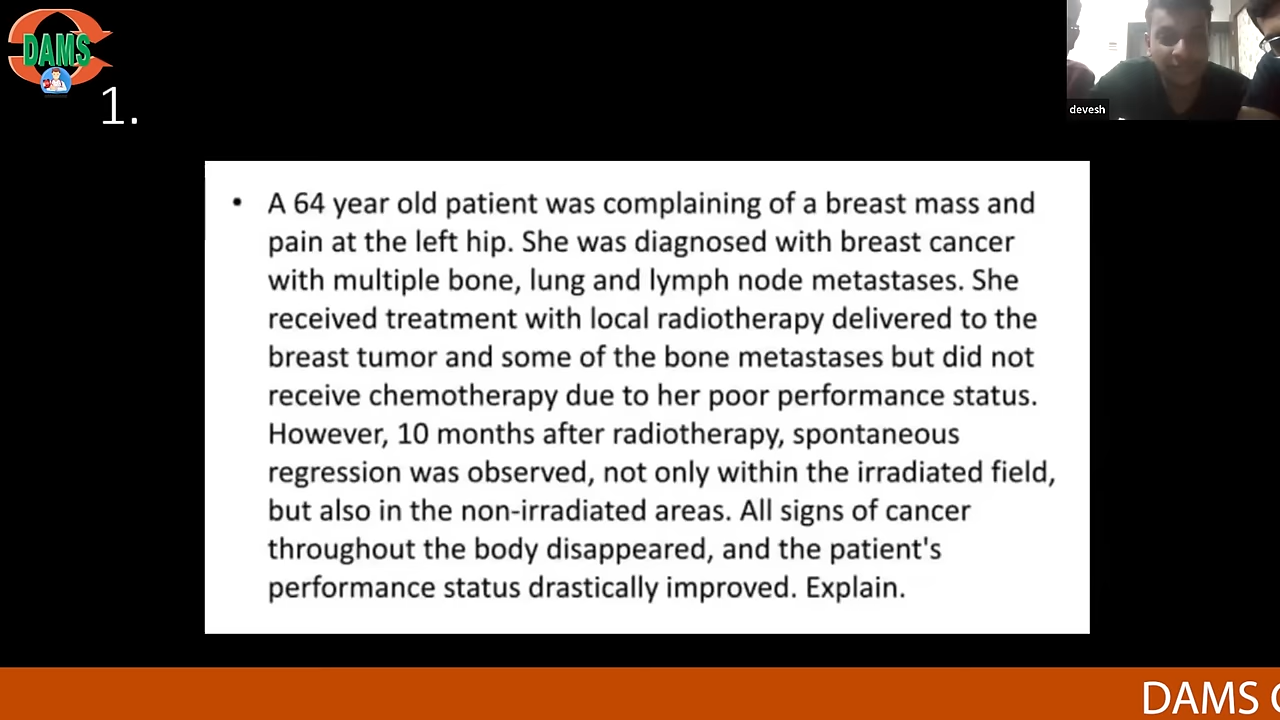 DAMS
devesh
1.
• A 64 year old patient was complaining of a breast mass and
pain at the left hip. She was diagnosed with breast cancer
with multiple bone, lung and lymph node metastases. She
received treatment with local radiotherapy delivered to the
breast tumor and some of the bone metastases but did not
receive chemotherapy due to her poor performance status.
However, 10 months after radiotherapy, spontaneous
regression was observed, not only within the irradiated field,
but also in the non-irradiated areas. All signs of cancer
throughout the body disappeared, and the patient's
performance status drastically improved. Explain.
DAMS